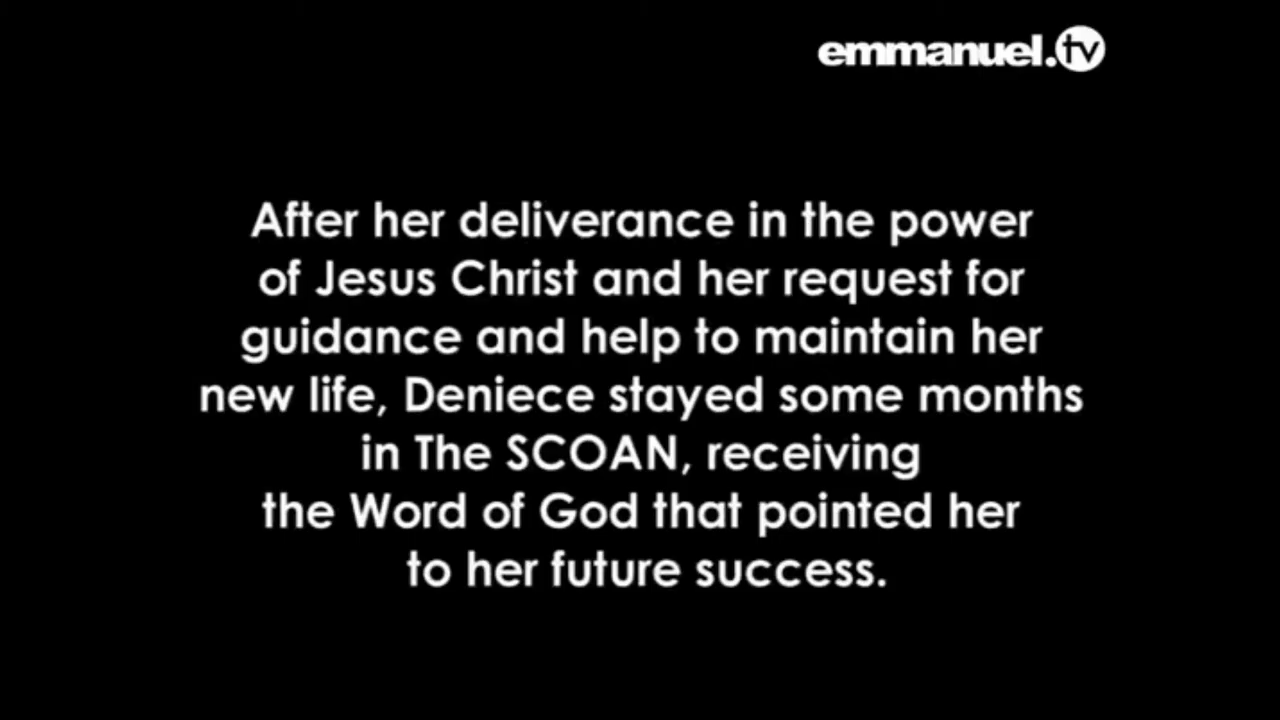 emmanuel.tv
After her deliverance in the power
of Jesus Christ and her request for
guidance and help to maintain her
new life, Deniece stayed some months
in The SCOAN, receiving
the Word of God that pointed her
to her future success.